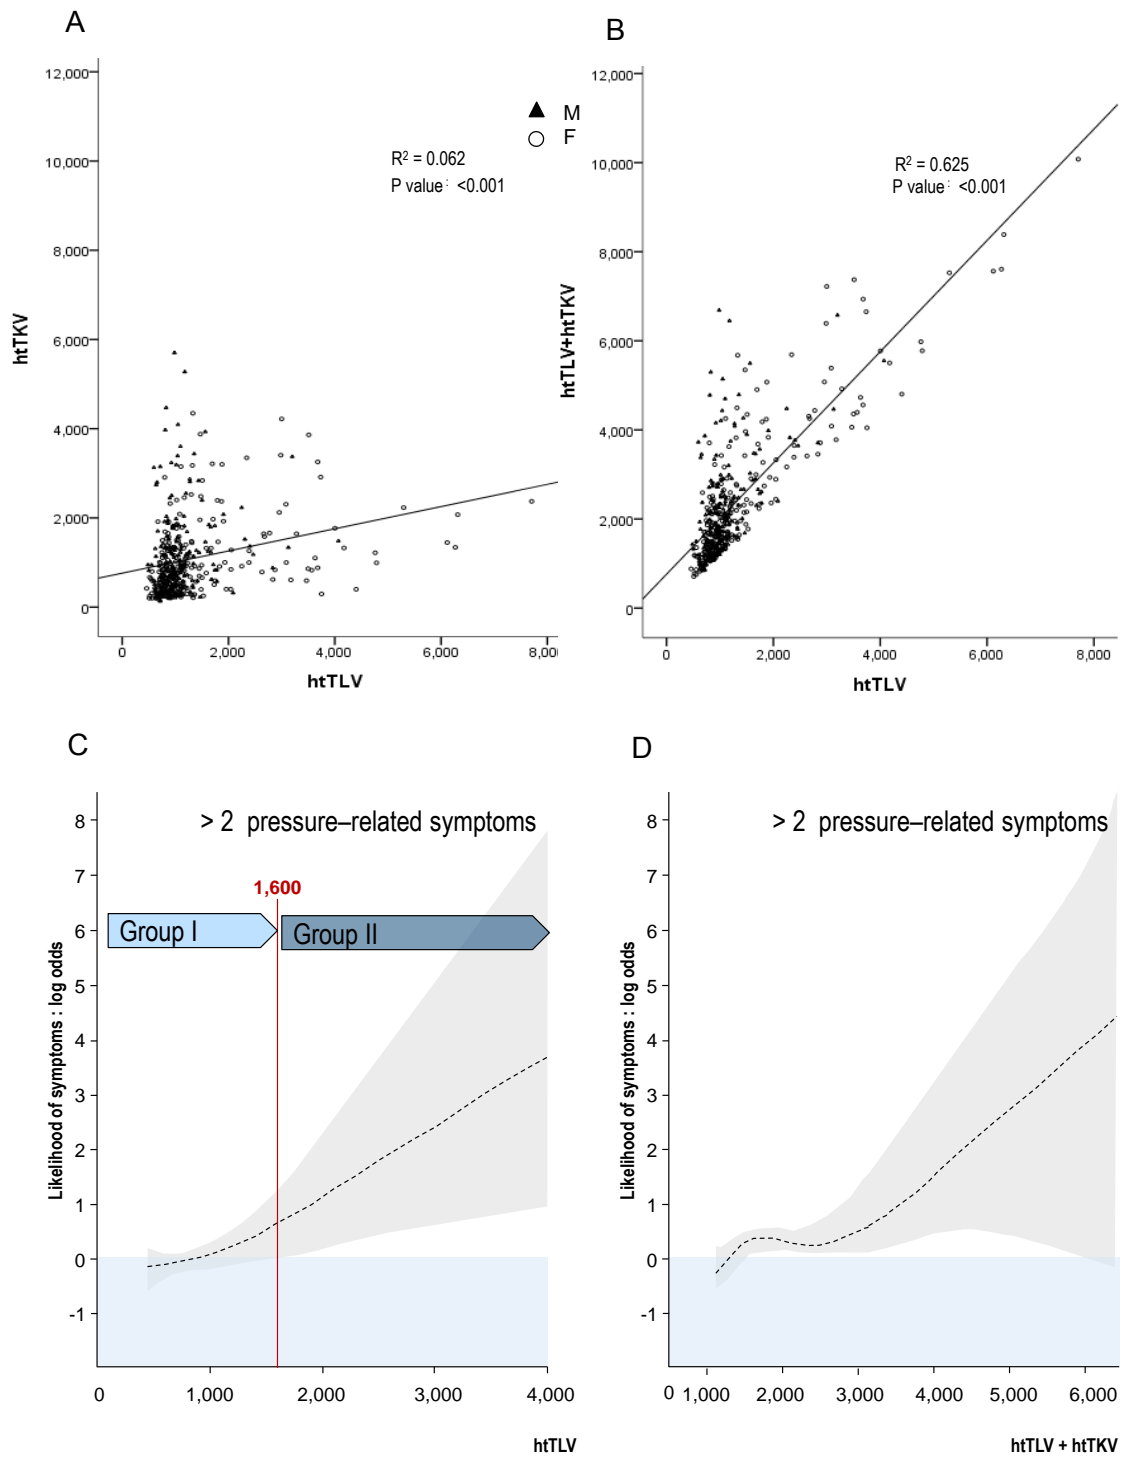 A
B
12,000
10,000
8,000
6,000
4,000
2,000
0
htTKV
R² = 0.062
P value: <0.001
0
2,000
4,000
6,000
8,00
htTLV
M
F
12,000
10,000
8,000
6,000
4,000
2,000
0
htTLV+htTKV
R² = 0.625
P value: <0.001
0
2,000
4,000
6,000
8,000
htTLV
C
D
> 2 pressure–related symptoms
8
7
6
5
4
3
2
1
0
-1
Likelihood of symptoms : log odds
1,600
Group I
Group II
0
1,000
2,000
3,000
4,000
htTLV
> 2 pressure–related symptoms
8
7
6
5
4
3
2
1
0
-1
Likelihood of symptoms : log odds
0
1,000
2,000
3,000
4,000
5,000
6,000
htTLV + htTKV